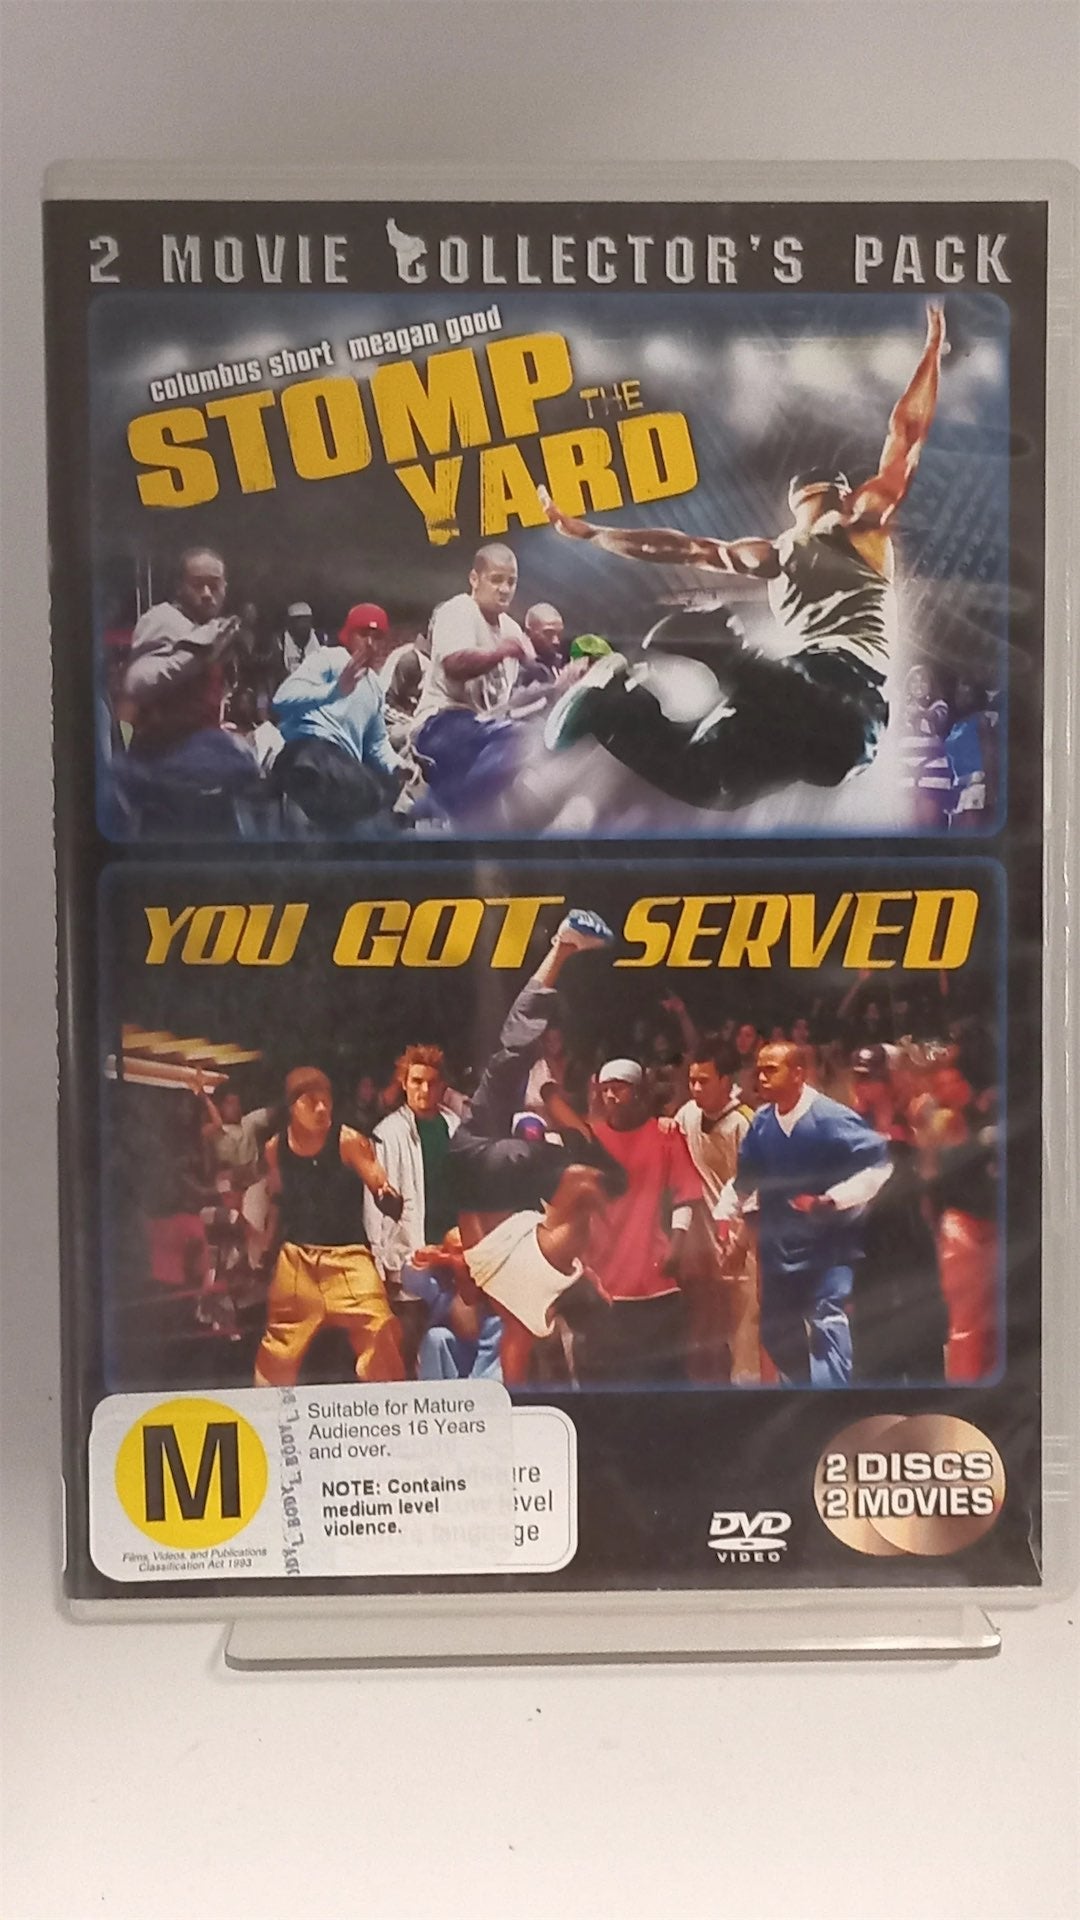 2 MOVIE COLLECTOR'S PACK
columbus short meagan good
STOMP THE
YARD
YOU GOT SERVED
M
Films, Videos, and Publications
Classification Act 1993
Suitable for Mature
Audiences 16 Years
and over.
NOTE: Contains
medium level
violence.
DVD
VIDEO
2 DISCS
2 MOVIES